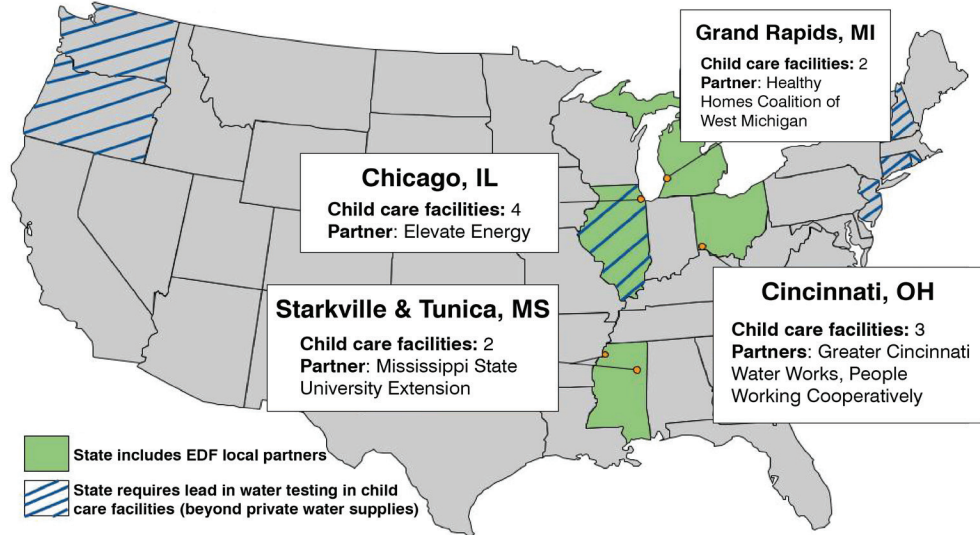 Grand Rapids, MI
Child care facilities: 2
Partner: Healthy
Homes Coalition of
West Michigan
Chicago, IL
Child care facilities: 4
Partner: Elevate Energy
Starkville & Tunica, MS
Child care facilities: 2
Partner: Mississippi State
University Extension
Cincinnati, OH
Child care facilities: 3
Partners: Greater Cincinnati
Water Works, People
Working Cooperatively
State includes EDF local partners
State requires lead in water testing in child
care facilities (beyond private water supplies)